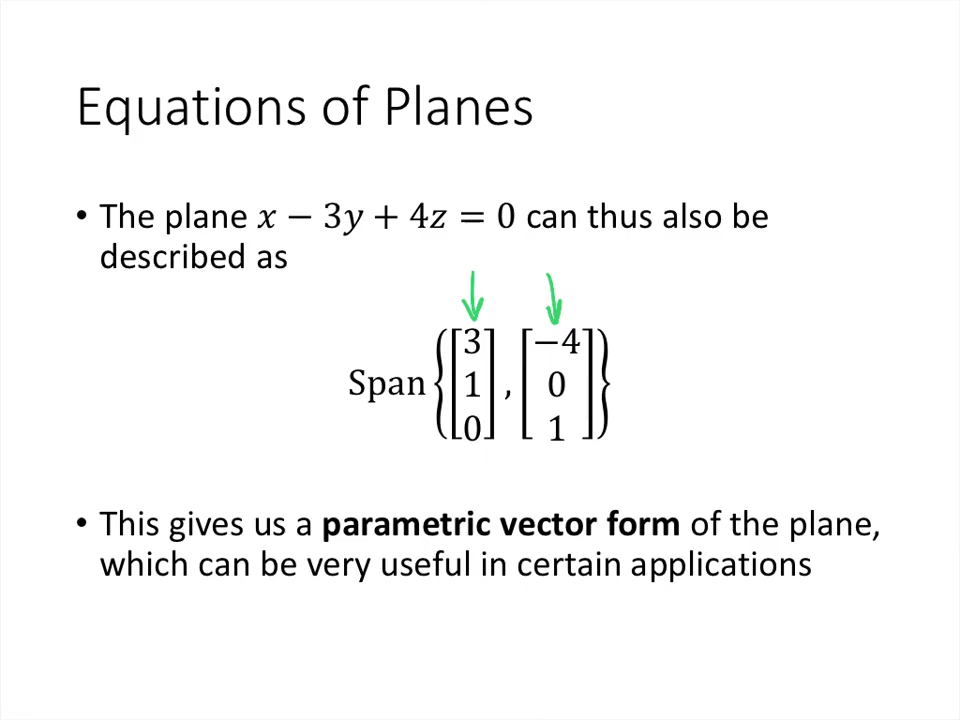 Equations of Planes
• The plane 𝑥 − 3𝑦 + 4𝑧 = 0 can thus also be
described as
Span {[3 1 0], [−4 0 1]}
• This gives us a parametric vector form of the plane,
which can be very useful in certain applications